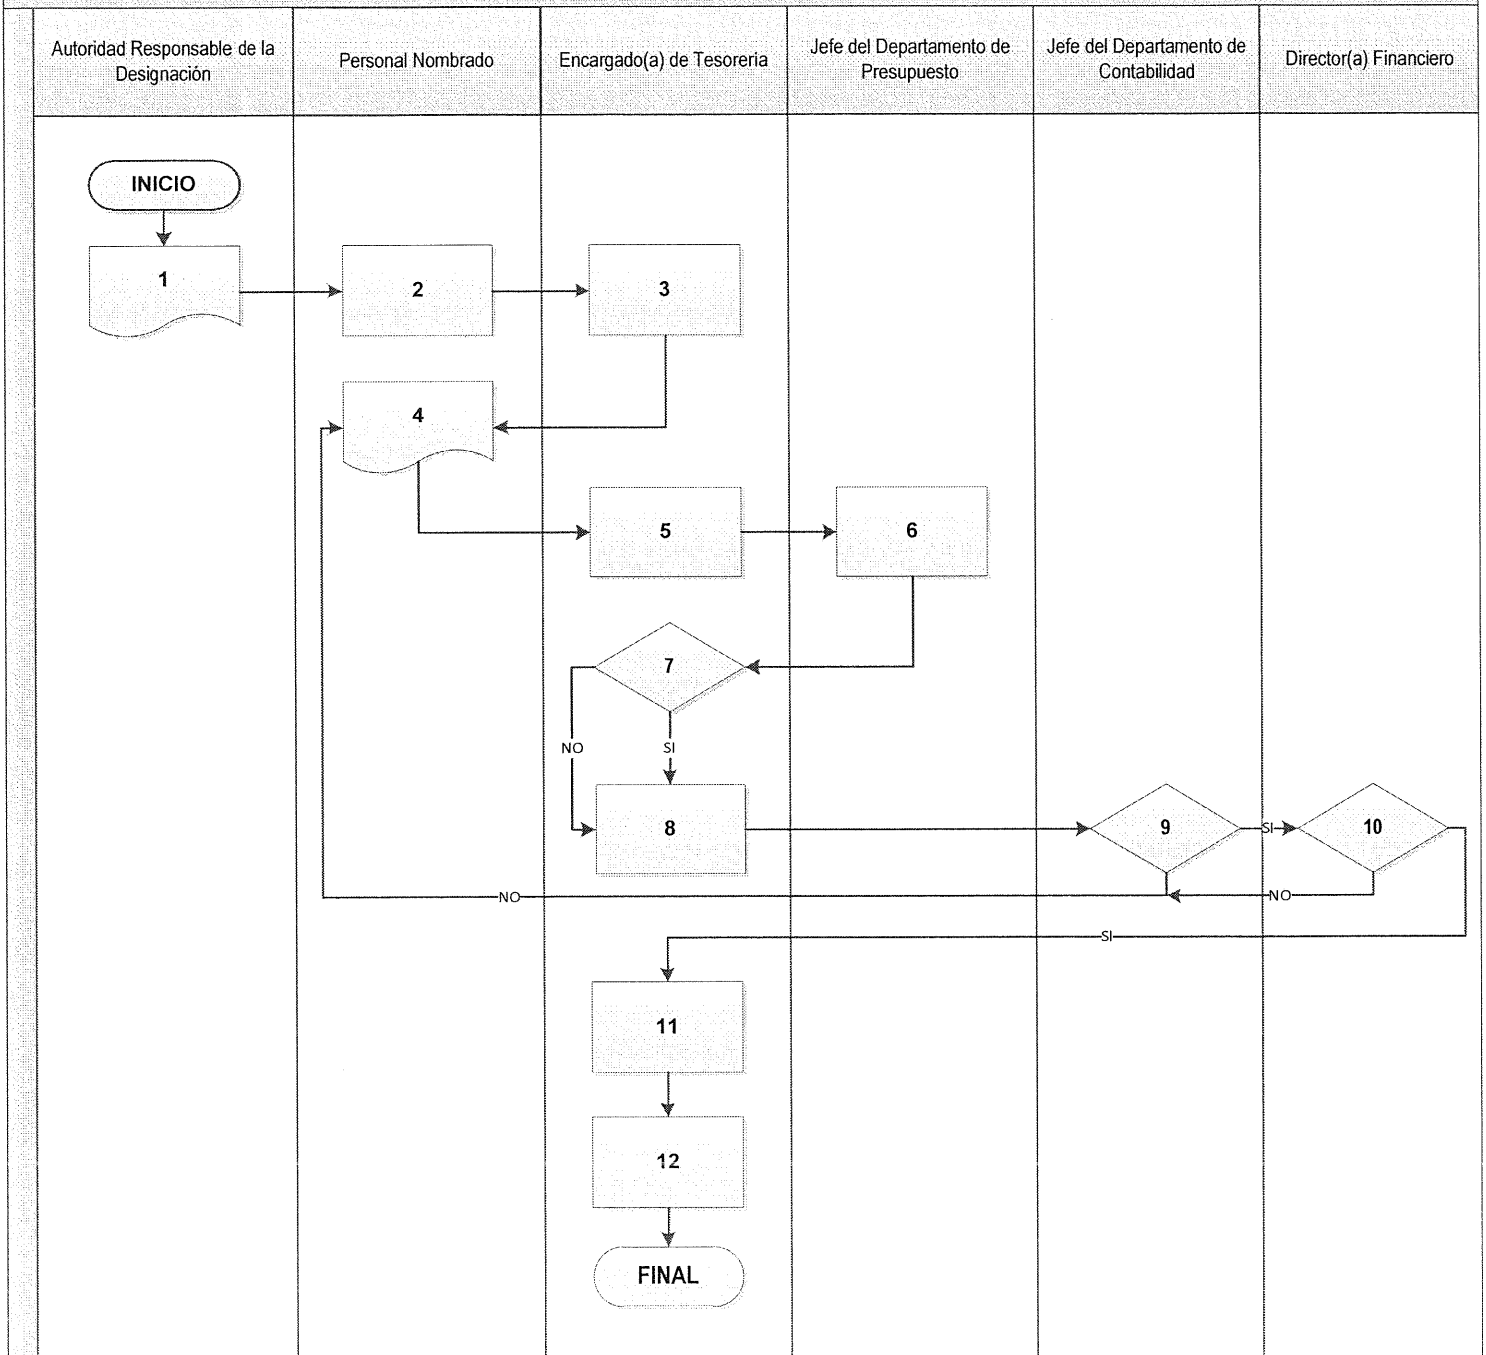 Autoridad Responsable de la
Designación
Personal Nombrado
Encargado(a) de Tesoreria
Jefe del Departamento de
Presupuesto
Jefe del Departamento de
Contabilidad
Director(a) Financiero
INICIO
1
2
3
4
5
6
7
NO
SI
8
9
SI
10
NO
NO
SI
11
12
FINAL